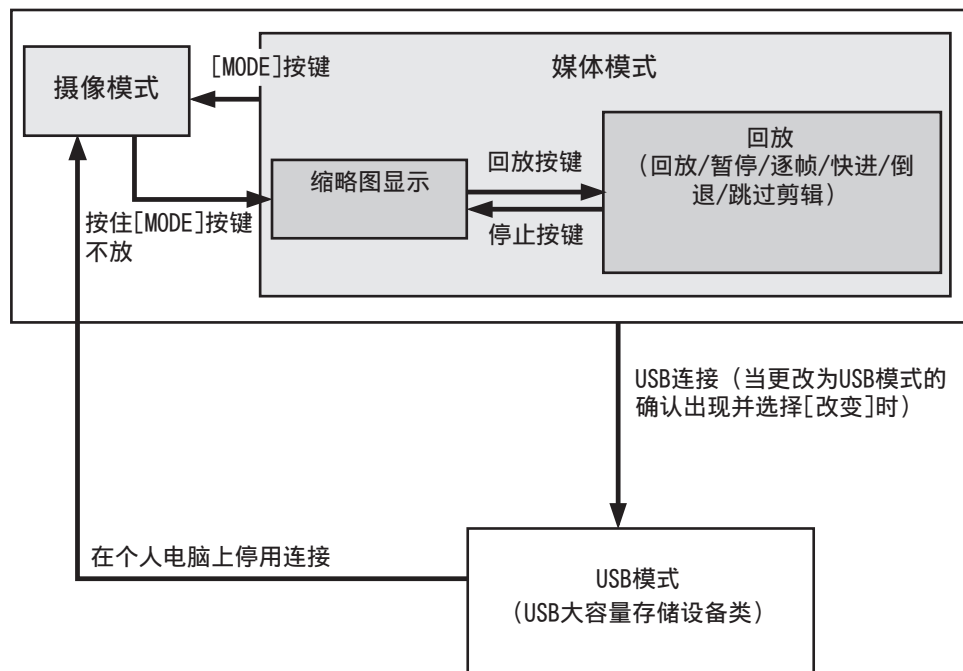 [MODE]按键
媒体模式
摄像模式
回放
(回放/暂停/逐帧/快进/倒
退/跳过剪辑)
回放按键
缩略图显示
停止按键
按住[MODE]按键
不放
USB连接（当更改为USB模式的
确认出现并选择[改变]时）
在个人电脑上停用连接
USB模式
（USB大容量存储设备类）